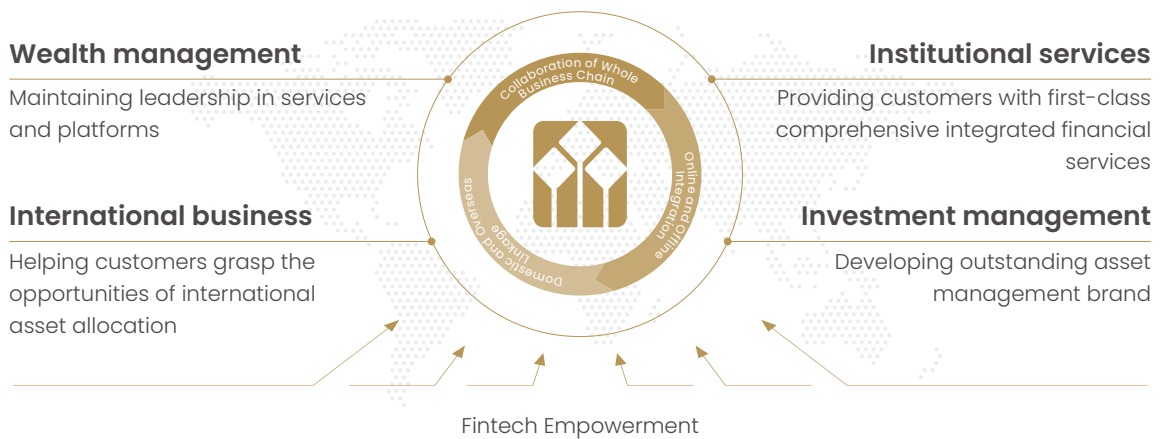 Wealth management
Maintaining leadership in services
and platforms
International business
Helping customers grasp the
opportunities of international
asset allocation
Collaboration of Whole
Business Chain
Online and Offline
Integration
Domestic and Overseas
Linkage
Institutional services
Providing customers with first-class
comprehensive integrated financial
services
Investment management
Developing outstanding asset
management brand
Fintech Empowerment